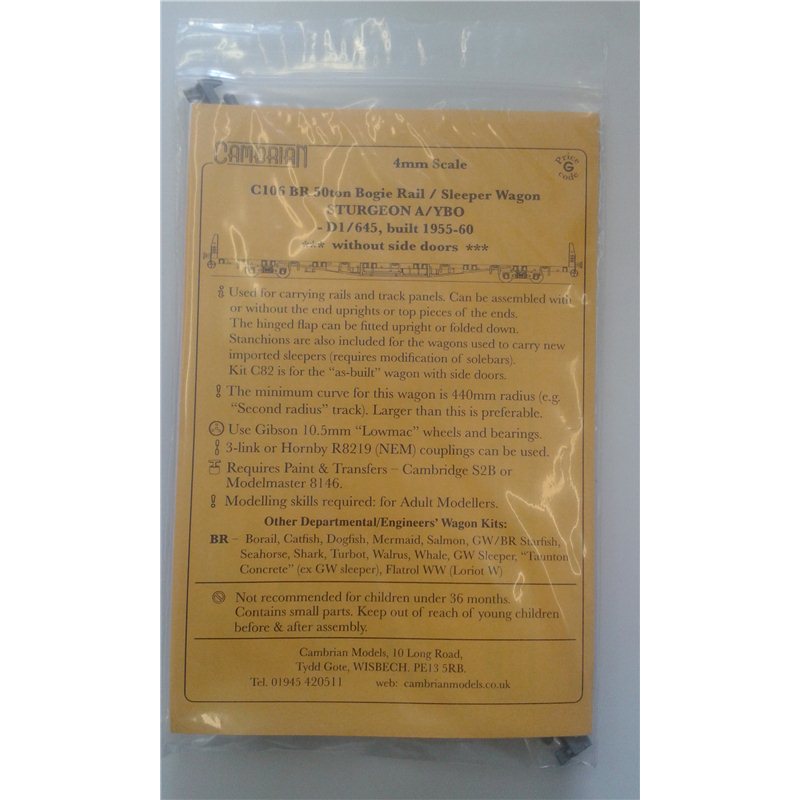 CAMBRIAN
4mm Scale
Price
G
code
C106 BR 50ton Bogie Rail / Sleeper Wagon
STURGEON A/YBO
- D1/645, built 1955-60
*** without side doors ***
Used for carrying rails and track panels. Can be assembled with
or without the end uprights or top pieces of the ends.
The hinged flap can be fitted upright or folded down.
Stanchions are also included for the wagons used to carry new
imported sleepers (requires modification of solebars).
Kit C82 is for the “as-built” wagon with side doors.
The minimum curve for this wagon is 440mm radius (e.g.
“Second radius” track). Larger than this is preferable.
Use Gibson 10.5mm “Lowmac” wheels and bearings.
3-link or Hornby R8219 (NEM) couplings can be used.
Requires Paint & Transfers – Cambridge S2B or
Modelmaster 8146.
Modelling skills required: for Adult Modellers.
Other Departmental/Engineers’ Wagon Kits:
BR – Borail, Catfish, Dogfish, Mermaid, Salmon, GW/BR Starfish,
Seahorse, Shark, Turbot, Walrus, Whale, GW Sleeper, “Taunton
Concrete” (ex GW sleeper), Flatrol WW (Loriot W)
Not recommended for children under 36 months.
Contains small parts. Keep out of reach of young children
before & after assembly.
Cambrian Models, 10 Long Road,
Tydd Gote, WISBECH. PE13 5RB.
Tel. 01945 420511 web: cambrianmodels.co.uk